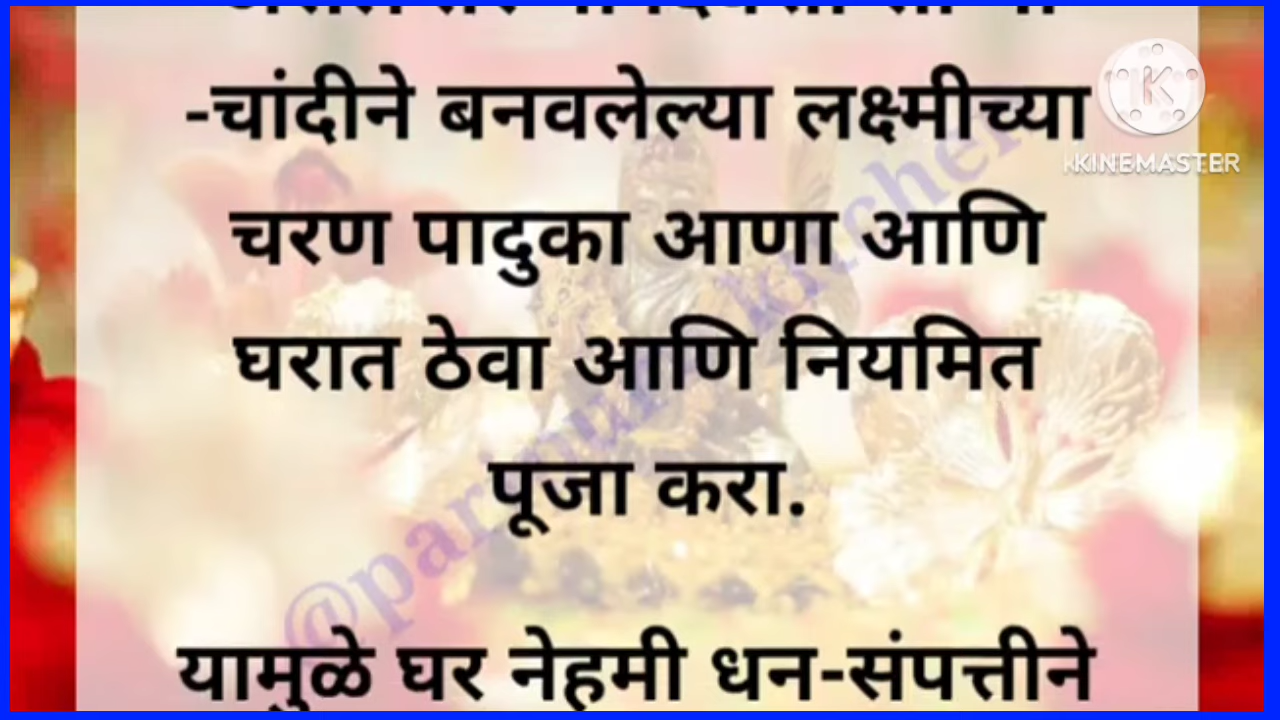 -चांदीने बनवलेल्या लक्ष्मीच्या
KINEMASTER
चरण पादुका आणा आणि
घरात ठेवा आणि नियमित
पूजा करा.
यामुळे घर नेहमी धन-संपत्तीने